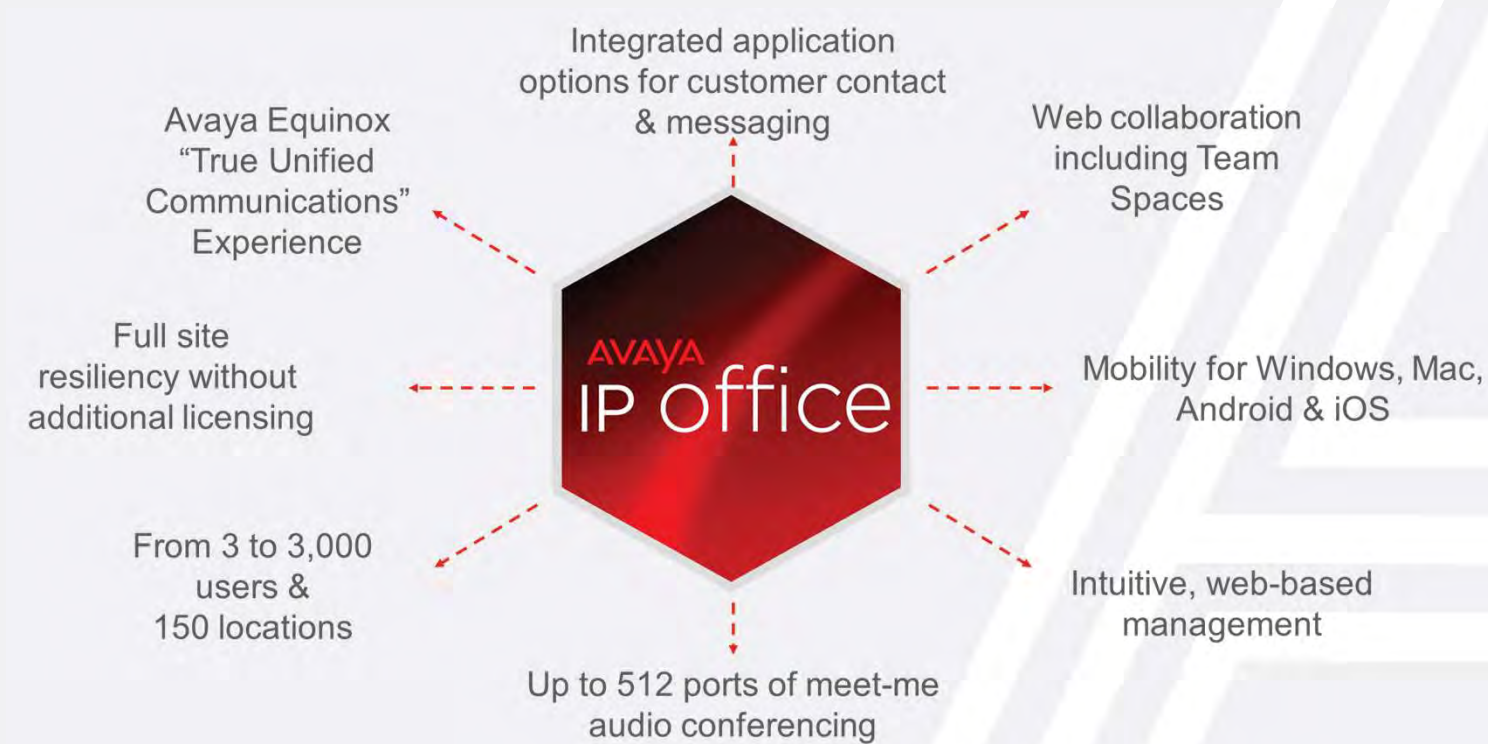 Integrated application
options for customer contact
& messaging
Avaya Equinox
“True Unified
Communications”
Experience
Web collaboration
including Team
Spaces
Full site
resiliency without
additional licensing
AVAYA
IP office
Mobility for Windows, Mac,
Android & iOS
From 3 to 3,000
users &
150 locations
Intuitive, web-based
management
Up to 512 ports of meet-me
audio conferencing